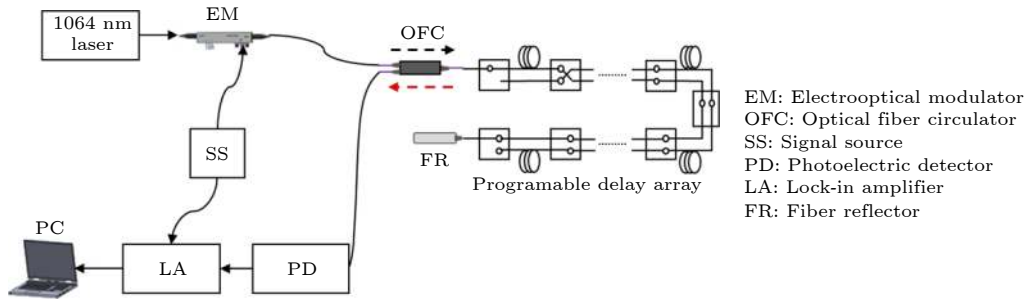 1064 nm
laser
EM
OFC
SS
FR
Programable delay array
PC
LA
PD
EM: Electrooptical modulator
OFC: Optical fiber circulator
SS: Signal source
PD: Photoelectric detector
LA: Lock-in amplifier
FR: Fiber reflector